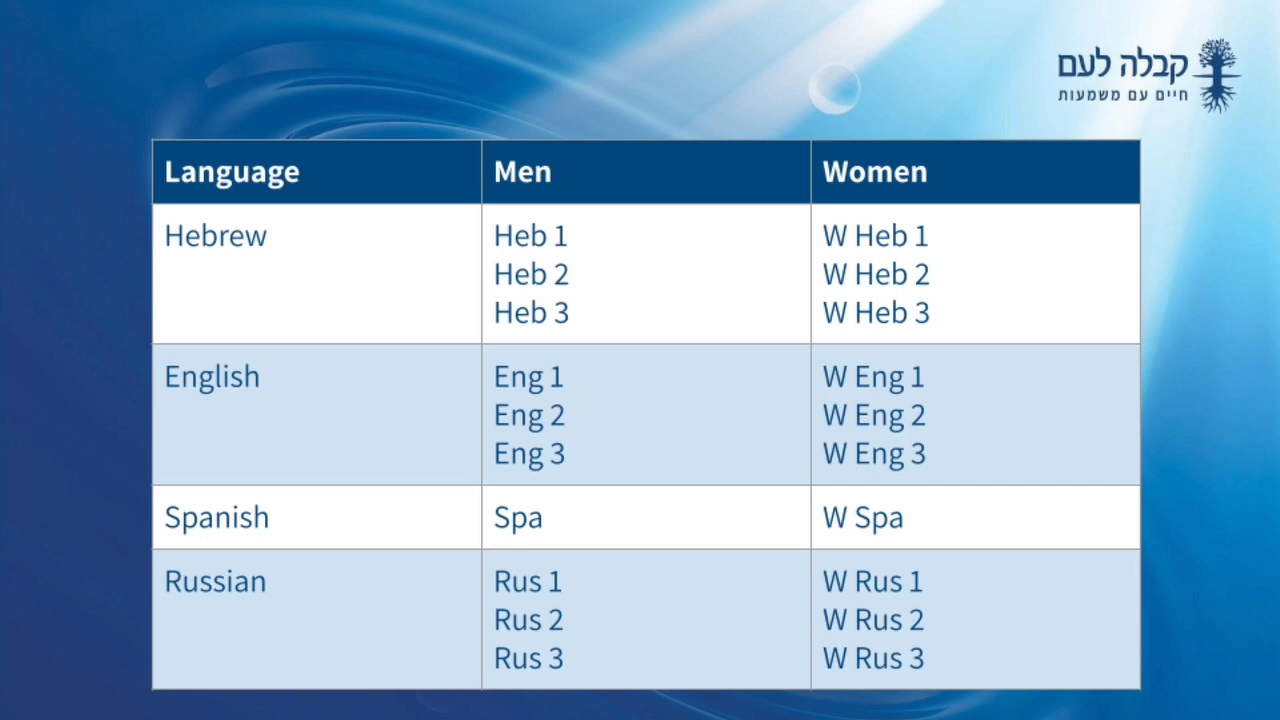 קבלה לעם
חיים עם משמעות
Language Men Women
Hebrew Heb 1 W Heb 1
Heb 2 W Heb 2
Heb 3 W Heb 3
English Eng 1 W Eng 1
Eng 2 W Eng 2
Eng 3 W Eng 3
Spanish Spa W Spa
Russian Rus 1 W Rus 1
Rus 2 W Rus 2
Rus 3 W Rus 3